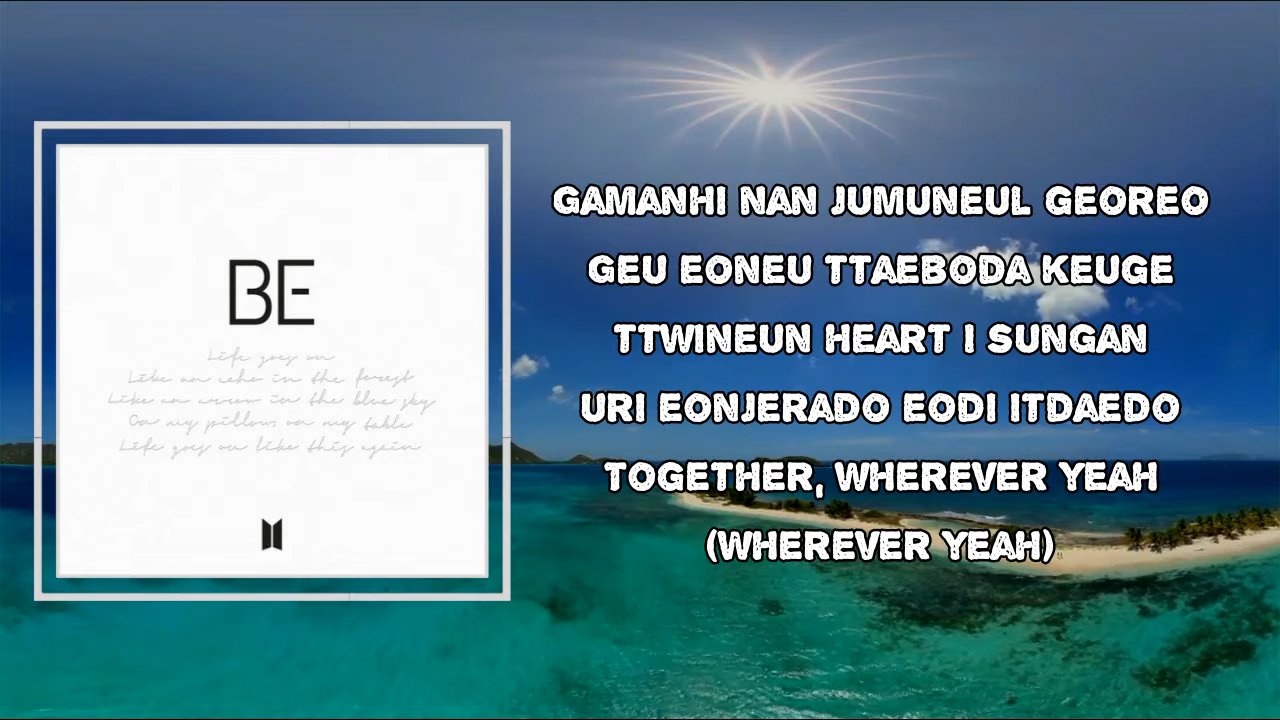 BE
Life goes on
Like an echo in the forest
Like an arrow in the blue sky
On my pillow, on my table
Life goes on like this again
GAMANHI NAN JUMUNEUL GEOREO
GEU EONEU TTAEBODA KEUGE
TTWINEUN HEART I SUNGAN
URI EONJERADO EODI ITDAEDO
TOGETHER, WHEREVER YEAH
(WHEREVER YEAH)